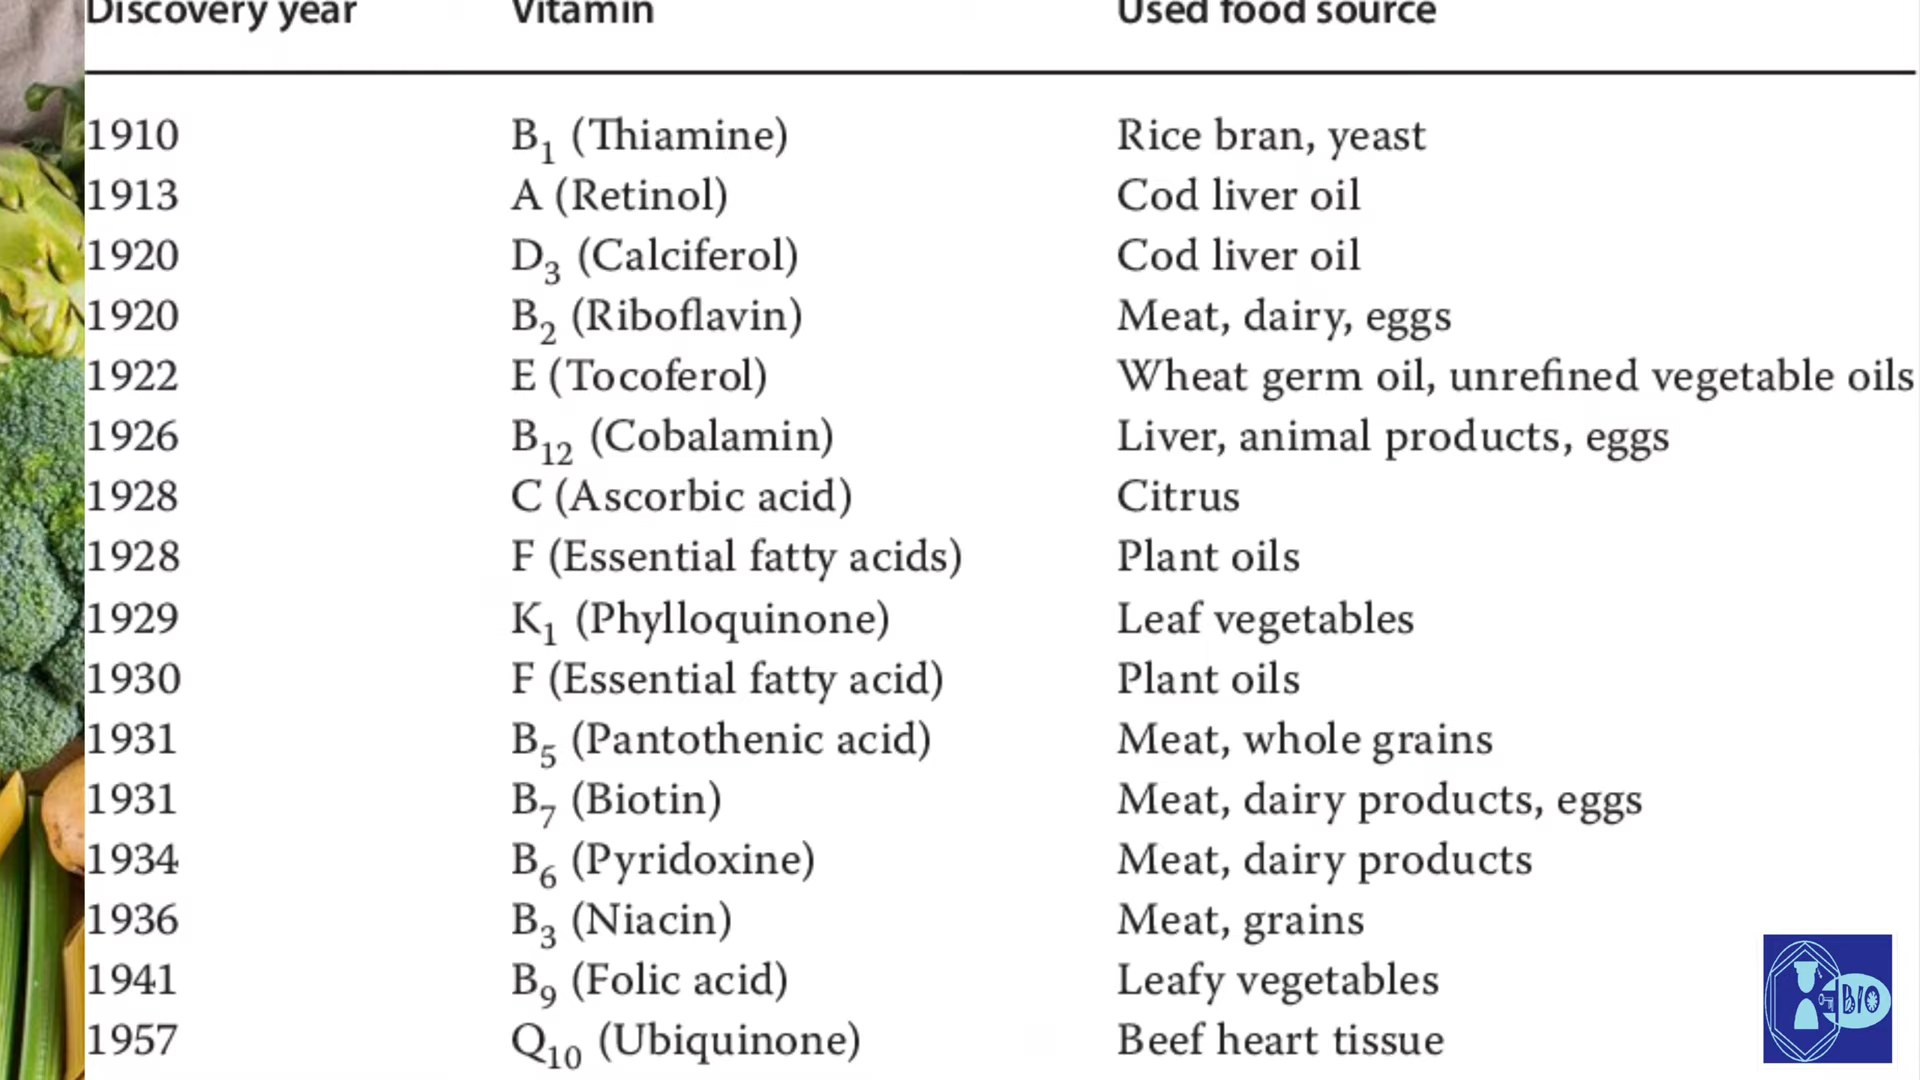 Discovery year Vitamin Used food source
1910 B₁ (Thiamine) Rice bran, yeast
1913 A (Retinol) Cod liver oil
1920 D₃ (Calciferol) Cod liver oil
1920 B₂ (Riboflavin) Meat, dairy, eggs
1922 E (Tocoferol) Wheat germ oil, unrefined vegetable oils
1926 B₁₂ (Cobalamin) Liver, animal products, eggs
1928 C (Ascorbic acid) Citrus
1928 F (Essential fatty acids) Plant oils
1929 K₁ (Phylloquinone) Leaf vegetables
1930 F (Essential fatty acid) Plant oils
1931 B₅ (Pantothenic acid) Meat, whole grains
1931 B₇ (Biotin) Meat, dairy products, eggs
1934 B₆ (Pyridoxine) Meat, dairy products
1936 B₃ (Niacin) Meat, grains
1941 B₉ (Folic acid) Leafy vegetables
1957 Q₁₀ (Ubiquinone) Beef heart tissue
BIO